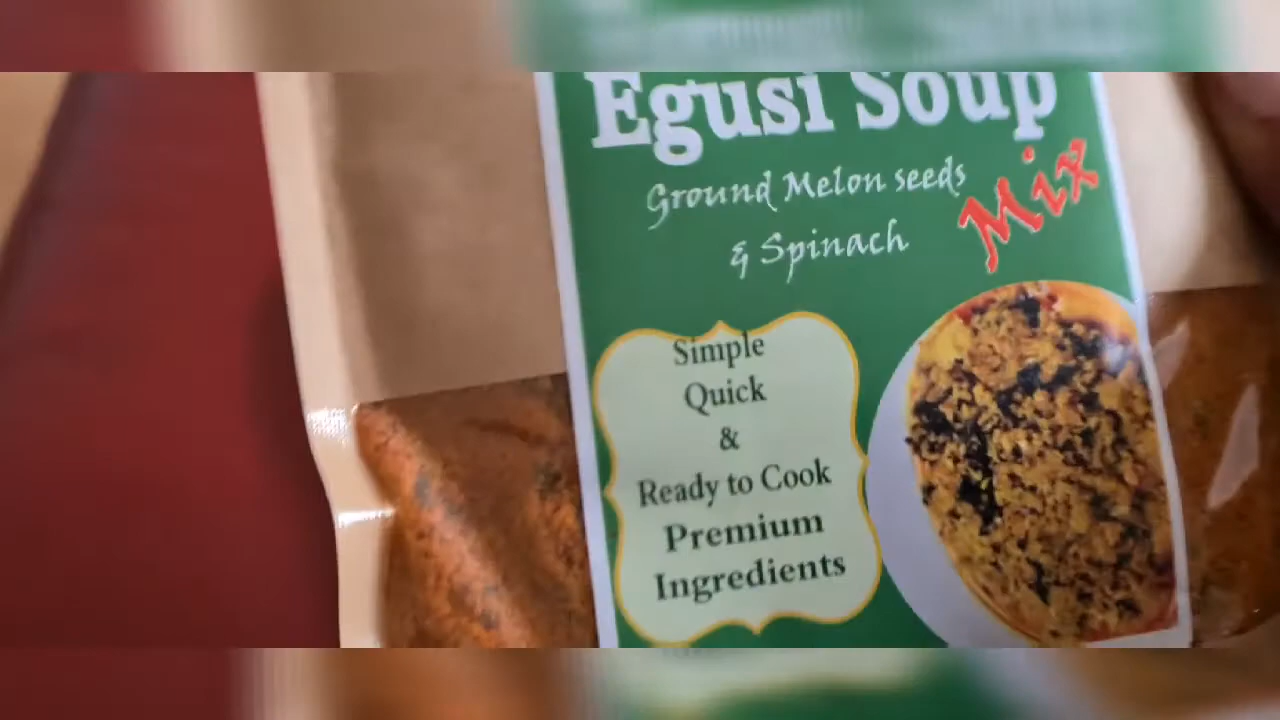 Egusi Soup
Mix
Ground Melon seeds
& Spinach
Simple
Quick
&
Ready to Cook
Premium
Ingredients